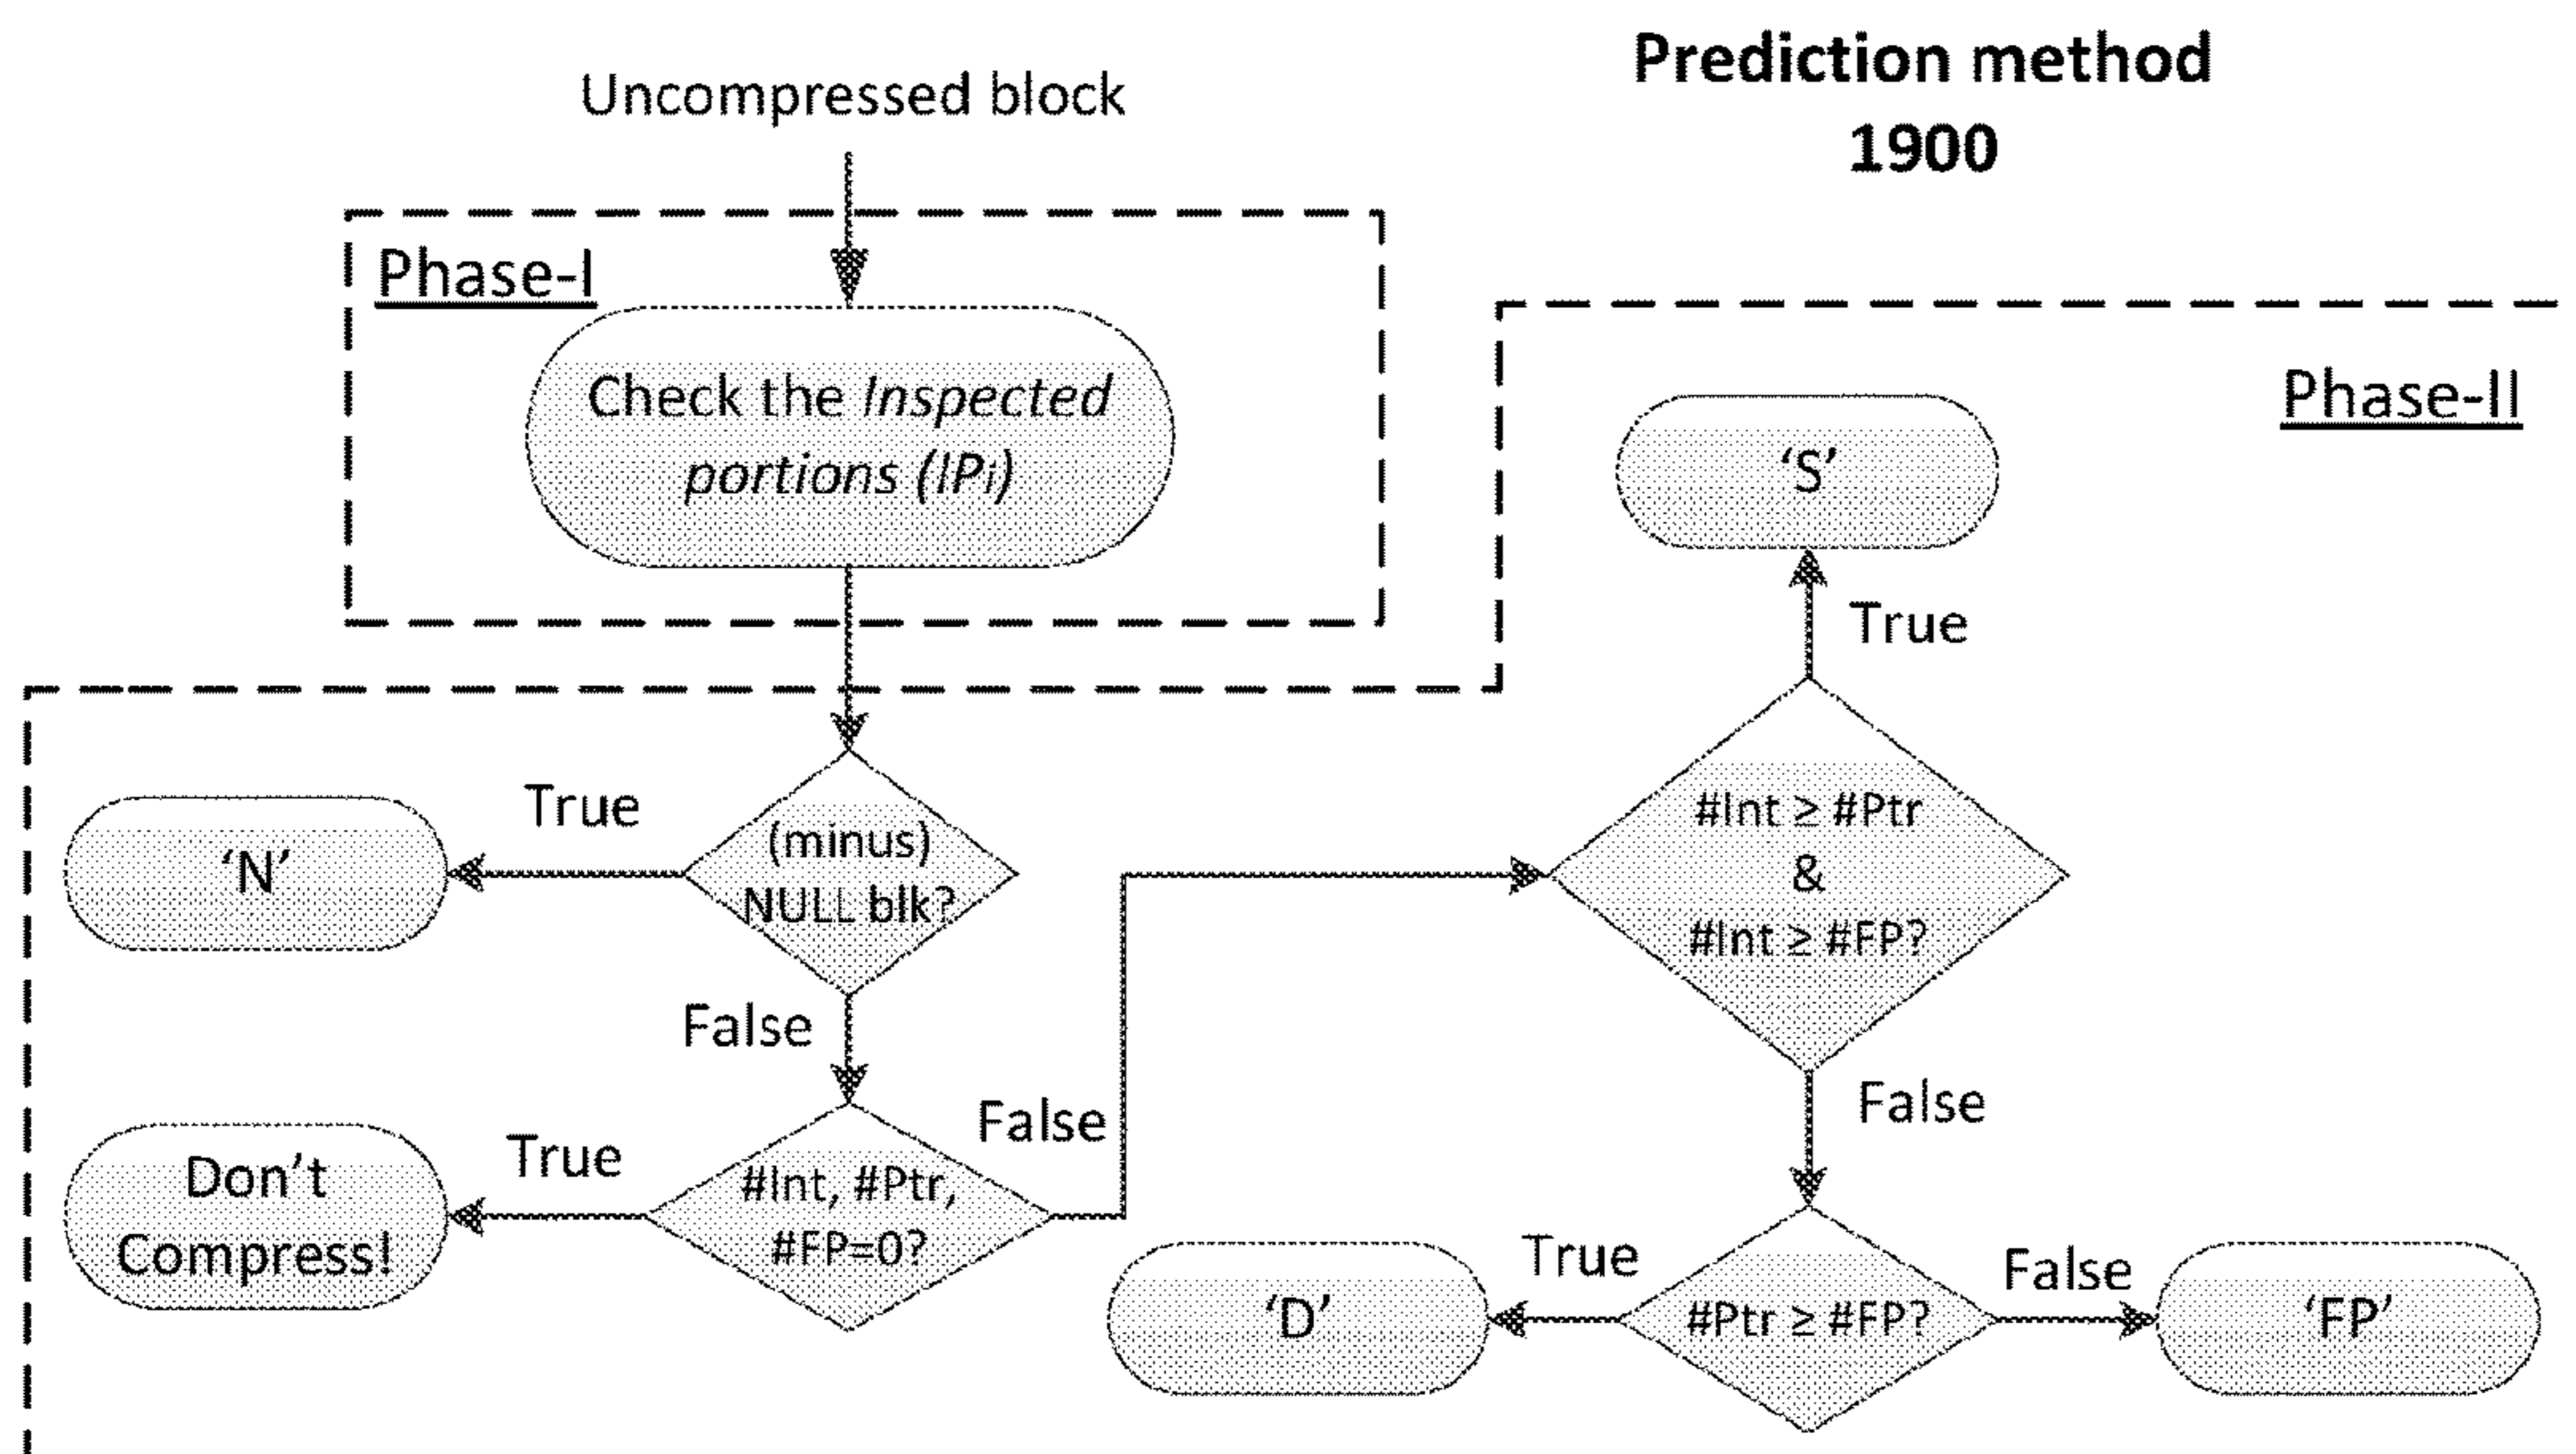 Prediction method
1900
Uncompressed block
Phase-I
Check the Inspected
portions (IPi)
Phase-II
‘S’
True
#Int ≥ #Ptr
&
#Int ≥ #FP?
True
(minus)
NULL blk?
‘N’
False
False
False
True
#Int, #Ptr,
#FP=0?
Don’t
Compress!
True
False
‘D’
#Ptr ≥ #FP?
‘FP’